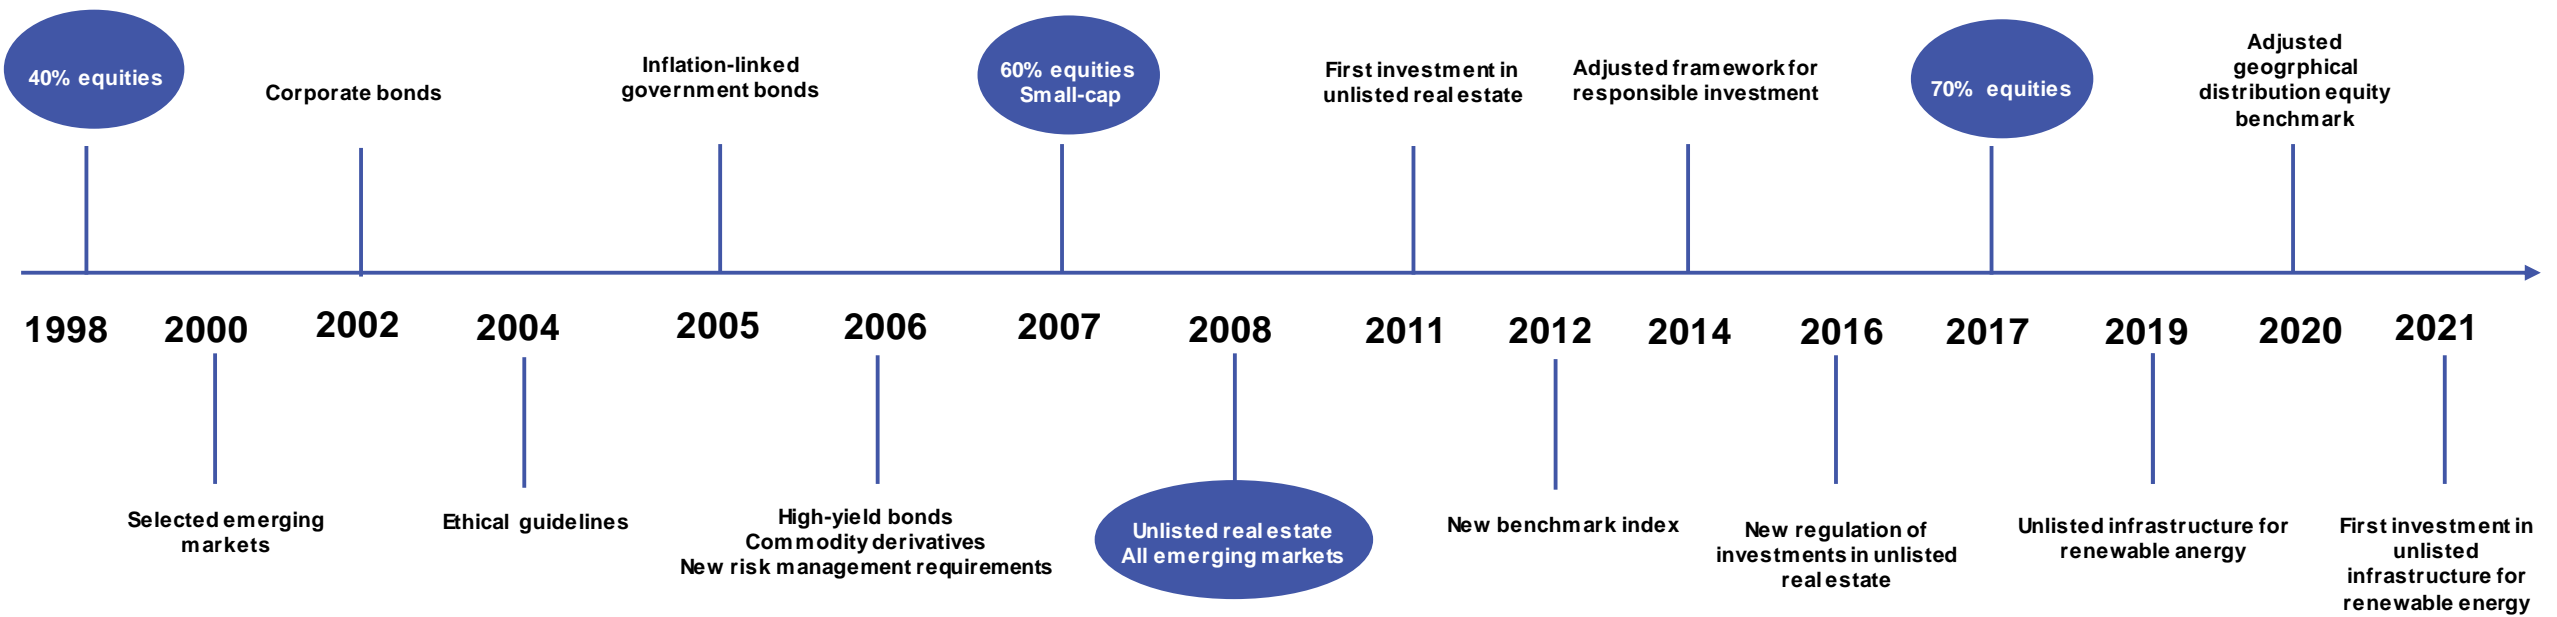 40% equities
Corporate bonds
Inflation-linked
government bonds
60% equities
Small-cap
First investment in
unlisted real estate
Adjusted framework for
responsible investment
70% equities
Adjusted
geogrphical
distribution equity
benchmark
1998
2000
2002
2004
2005
2006
2007
2008
2011
2012
2014
2016
2017
2019
2020
2021
Selected emerging
markets
Ethical guidelines
High-yield bonds
Commodity derivatives
New risk management requirements
Unlisted real estate
All emerging markets
New benchmark index
New regulation of
investments in unlisted
real estate
Unlisted infrastructure for
renewable anergy
First investment in
unlisted
infrastructure for
renewable energy